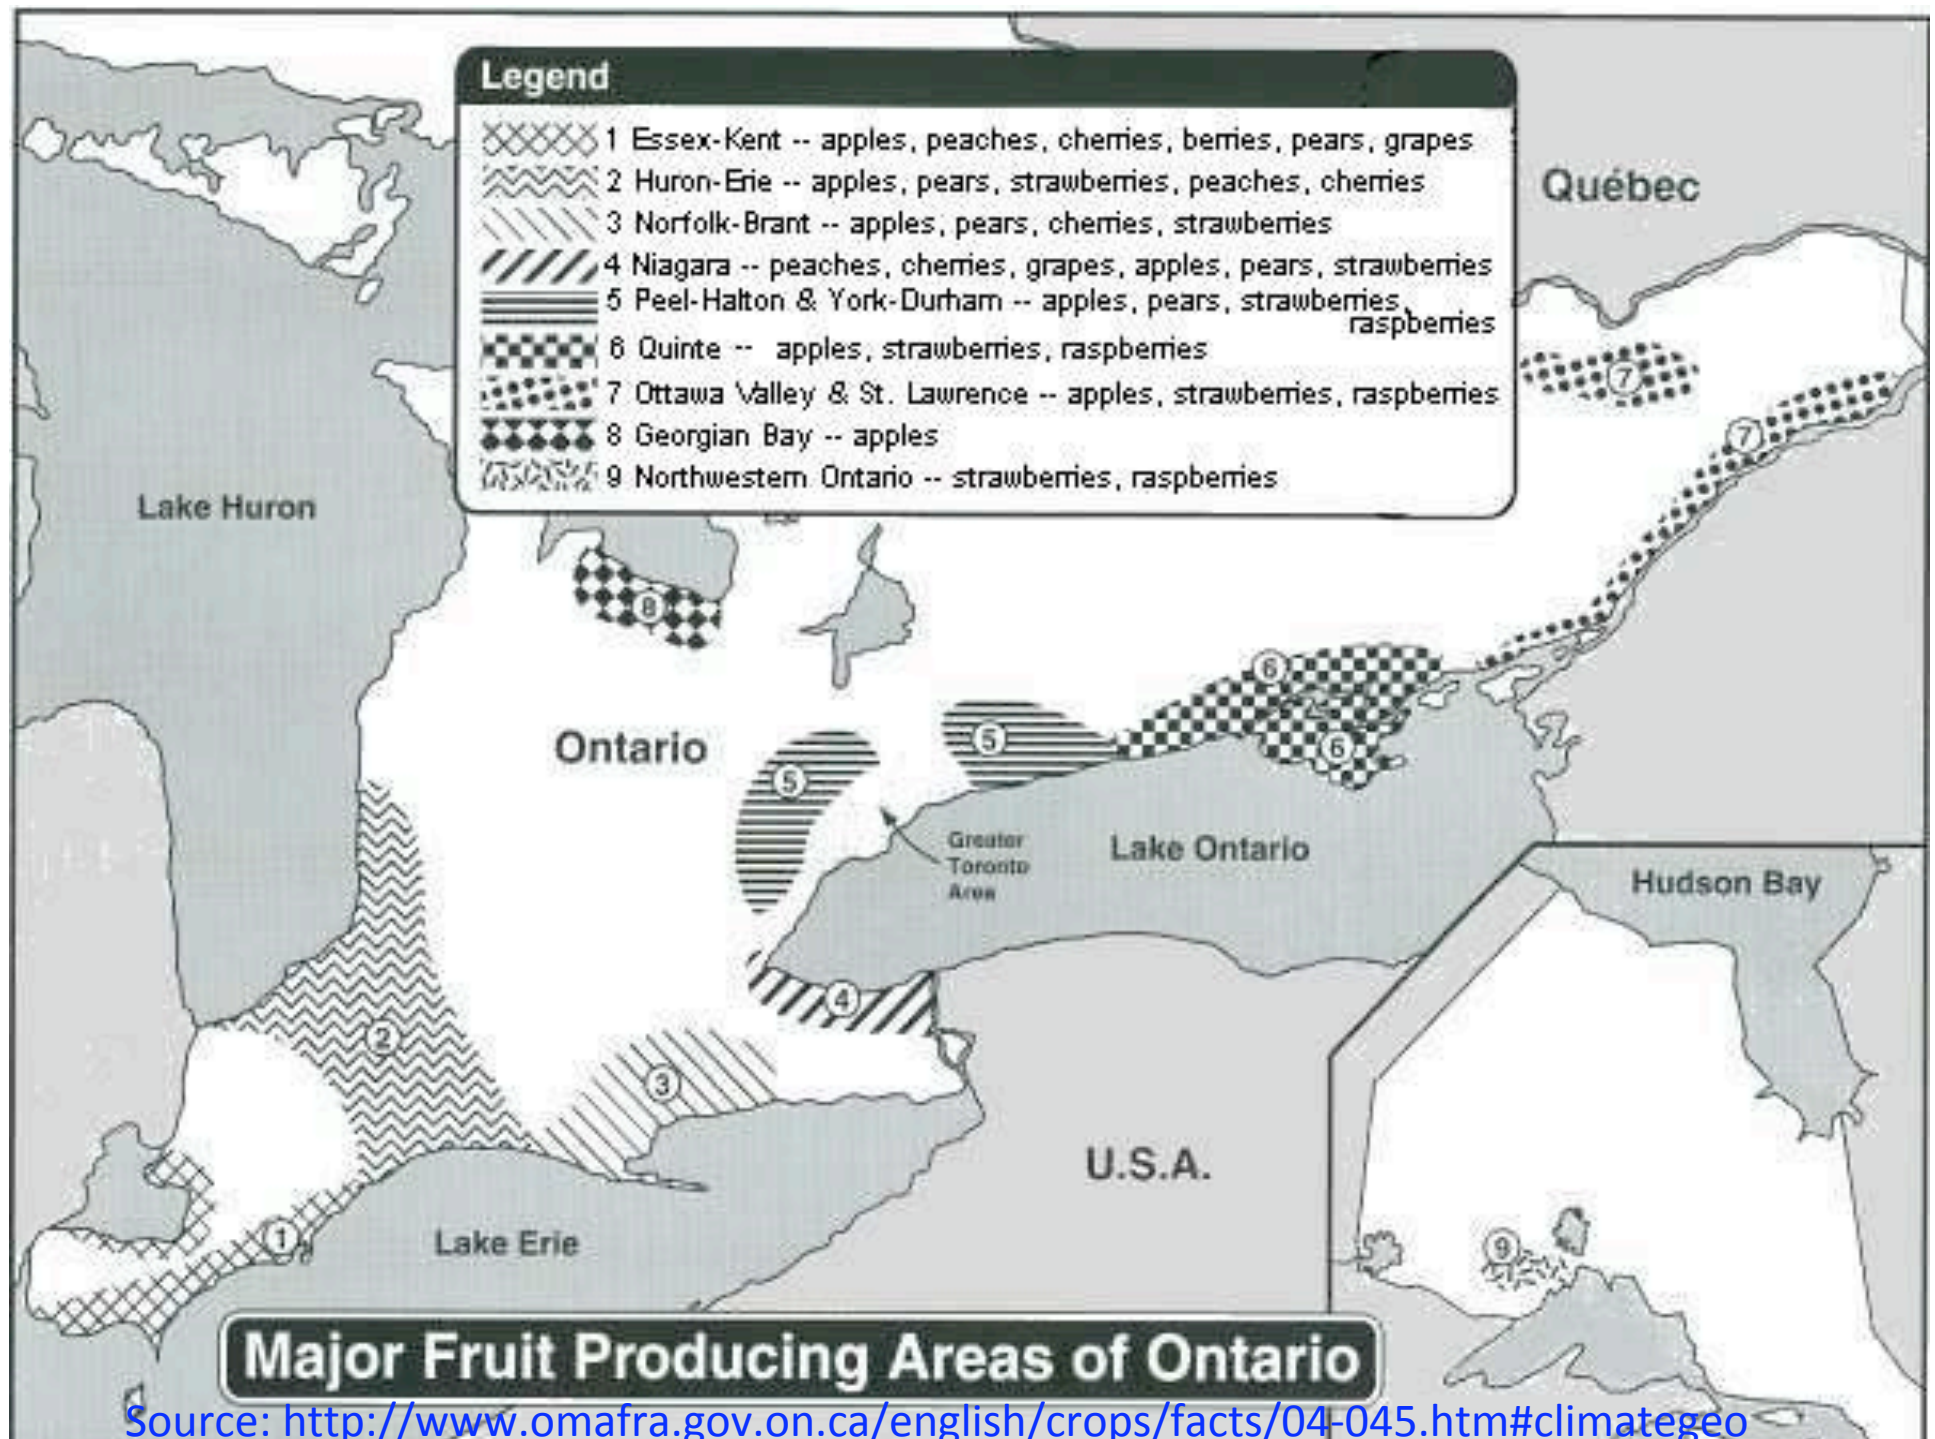 Legend
1 Essex-Kent -- apples, peaches, cherries, berries, pears, grapes
2 Huron-Erie -- apples, pears, strawberries, peaches, cherries
3 Norfolk-Brant -- apples, pears, cherries, strawberries
4 Niagara -- peaches, cherries, grapes, apples, pears, strawberries
5 Peel-Halton & York-Durham -- apples, pears, strawberries,
raspberries
6 Quinte -- apples, strawberries, raspberries
7 Ottawa Valley & St. Lawrence -- apples, strawberries, raspberries
8 Georgian Bay -- apples
9 Northwestern Ontario -- strawberries, raspberries
Québec
7
7
Lake Huron
8
6
Ontario
5
5
6
Greater
Toronto
Area
Lake Ontario
Hudson Bay
4
2
3
U.S.A.
1
Lake Erie
9
Major Fruit Producing Areas of Ontario
Source: http://www.omafra.gov.on.ca/english/crops/facts/04-045.htm#climategeo